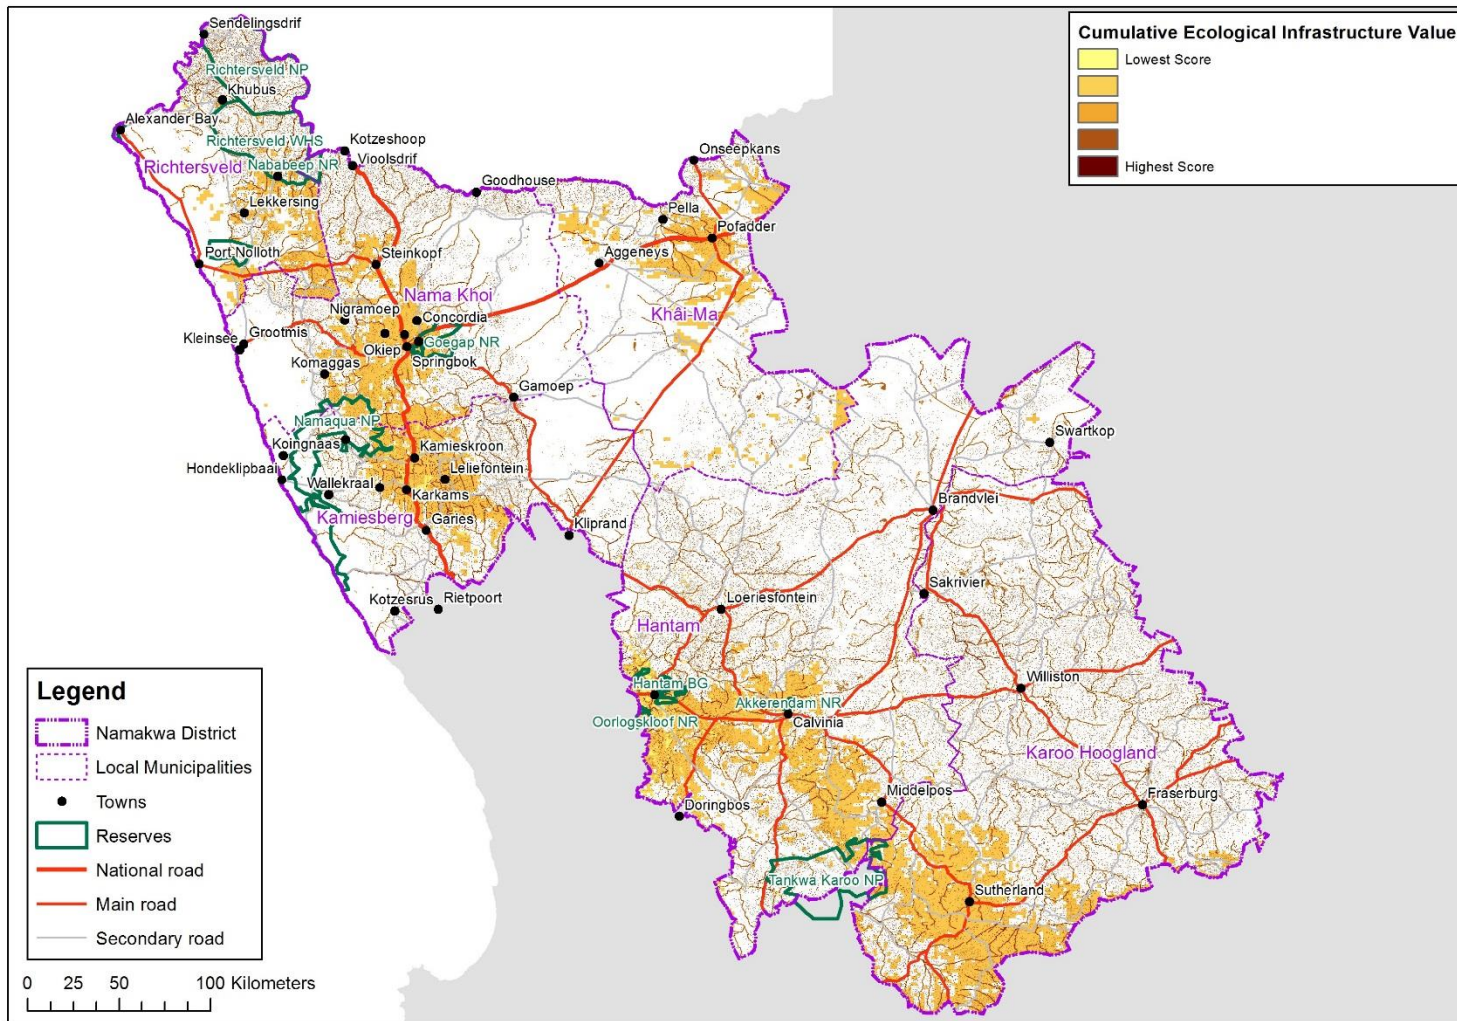 Cumulative Ecological Infrastructure Value
Lowest Score
Highest Score
Sendelingsdrif
Richtersveld NP
Khubus
Alexander Bay
Richtersveld WHS
Kotzeshoop
Vioolsdrif
Richtersveld
Nababeep NR
Onseepkans
Goodhouse
Lekkersing
Pella
Pofadder
Port Nolloth
Steinkopf
Aggeneys
Nama Khoi
Khâi-Ma
Nigramoep
Concordia
Kleinsee
Grootmis
Okiep
Goegap NR
Springbok
Komaggas
Gamoep
Namaqua NP
Koingnaas
Kamieskroon
Swartkop
Hondeklipbaai
Leliefontein
Wallekraal
Karkams
Kamiesberg
Garies
Brandvlei
Kliprand
Sakrivier
Kotzesrus
Rietpoort
Loeriesfontein
Hantam
Williston
Hantam BG
Akkerendam NR
Oorlogskloof NR
Calvinia
Karoo Hoogland
Middelpos
Fraserburg
Doringbos
Tankwa Karoo NP
Sutherland
Legend
Namakwa District
Local Municipalities
Towns
Reserves
National road
Main road
Secondary road
0 25 50 100 Kilometers